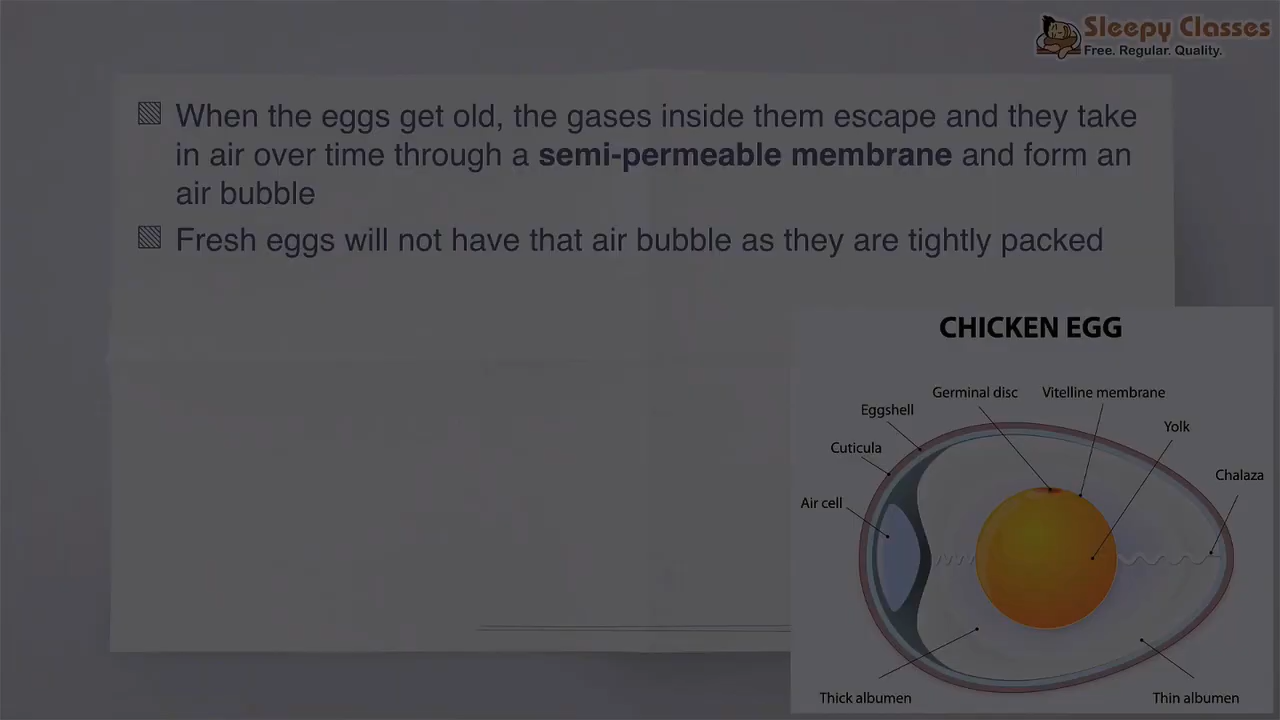 Sleepy Classes
Free. Regular. Quality.
When the eggs get old, the gases inside them escape and they take
in air over time through a semi-permeable membrane and form an
air bubble
Fresh eggs will not have that air bubble as they are tightly packed
CHICKEN EGG
Germinal disc
Vitelline membrane
Eggshell
Yolk
Cuticula
Chalaza
Air cell
Thick albumen
Thin albumen